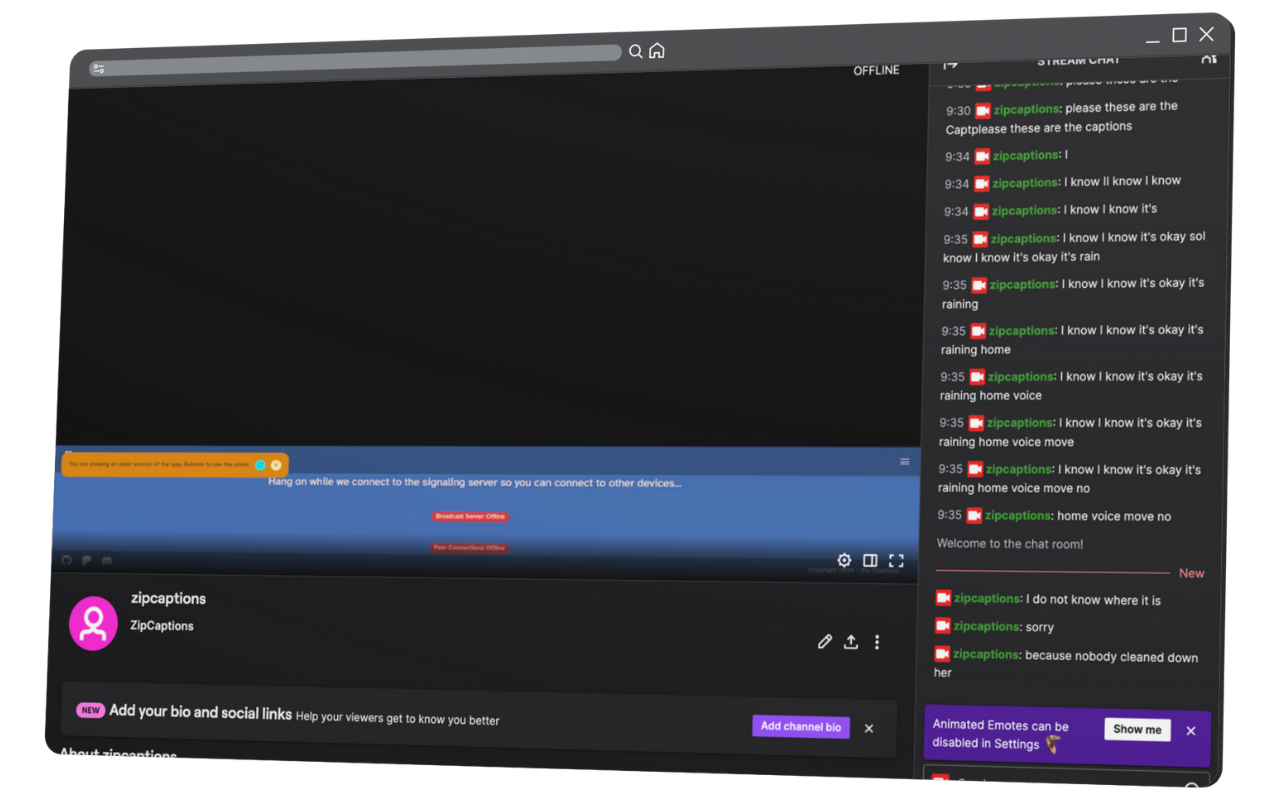 OFFLINE
STREAM CHAT
zipcaptions: please these are the
9:30 zipcaptions: please these are the
Captplease these are the captions
9:34 zipcaptions: I
9:34 zipcaptions: I know II know I know
9:34 zipcaptions: I know I know it's
9:35 zipcaptions: I know I know it's okay soI
know I know it's okay it's rain
9:35 zipcaptions: I know I know it's okay it's
raining
9:35 zipcaptions: I know I know it's okay it's
raining home
9:35 zipcaptions: I know I know it's okay it's
raining home voice
9:35 zipcaptions: I know I know it's okay it's
raining home voice move
9:35 zipcaptions: I know I know it's okay it's
raining home voice move no
9:35 zipcaptions: home voice move no
Welcome to the chat room!
New
zipcaptions: I do not know where it is
zipcaptions: sorry
zipcaptions: because nobody cleaned down
her
Animated Emotes can be
disabled in Settings
Show me
You are viewing an older version of the app. Refresh to see the latest.
Hang on while we connect to the signaling server so you can connect to other devices...
Broadcast Server: Offline
Peer Connections: Offline
Copyright
zipcaptions
ZipCaptions
NEW Add your bio and social links Help your viewers get to know you better
Add channel bio
About zipcaptions